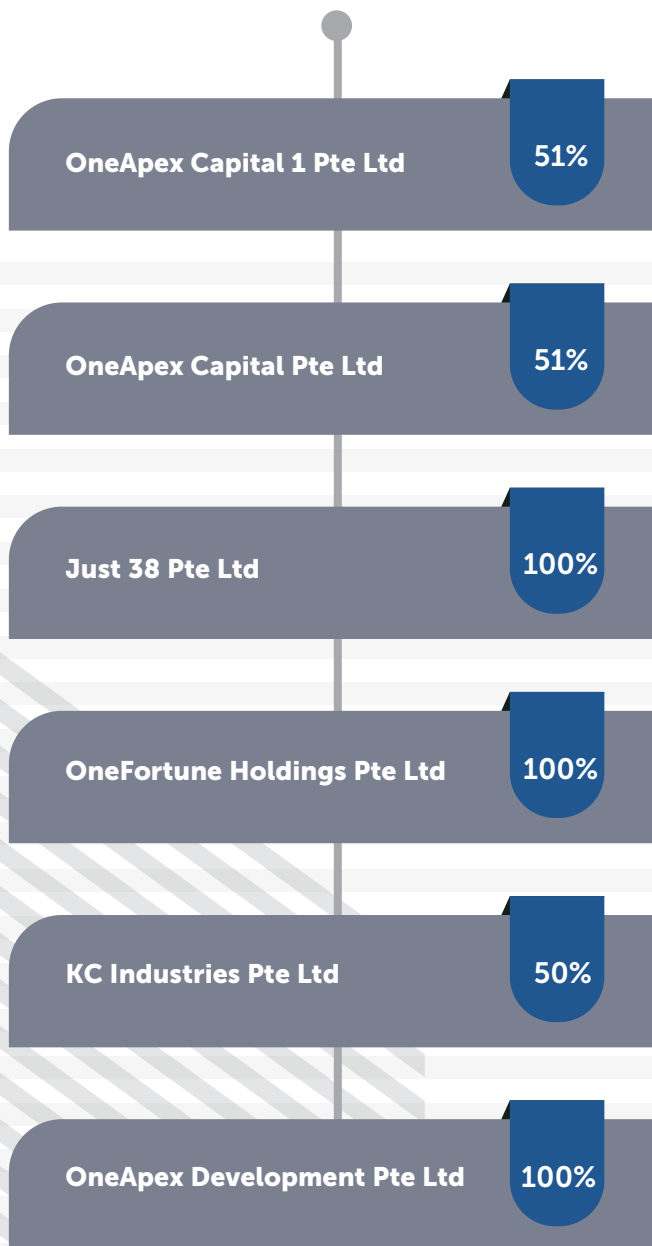 OneApex Capital 1 Pte Ltd
51%
OneApex Capital Pte Ltd
51%
Just 38 Pte Ltd
100%
OneFortune Holdings Pte Ltd
100%
KC Industries Pte Ltd
50%
OneApex Development Pte Ltd
100%